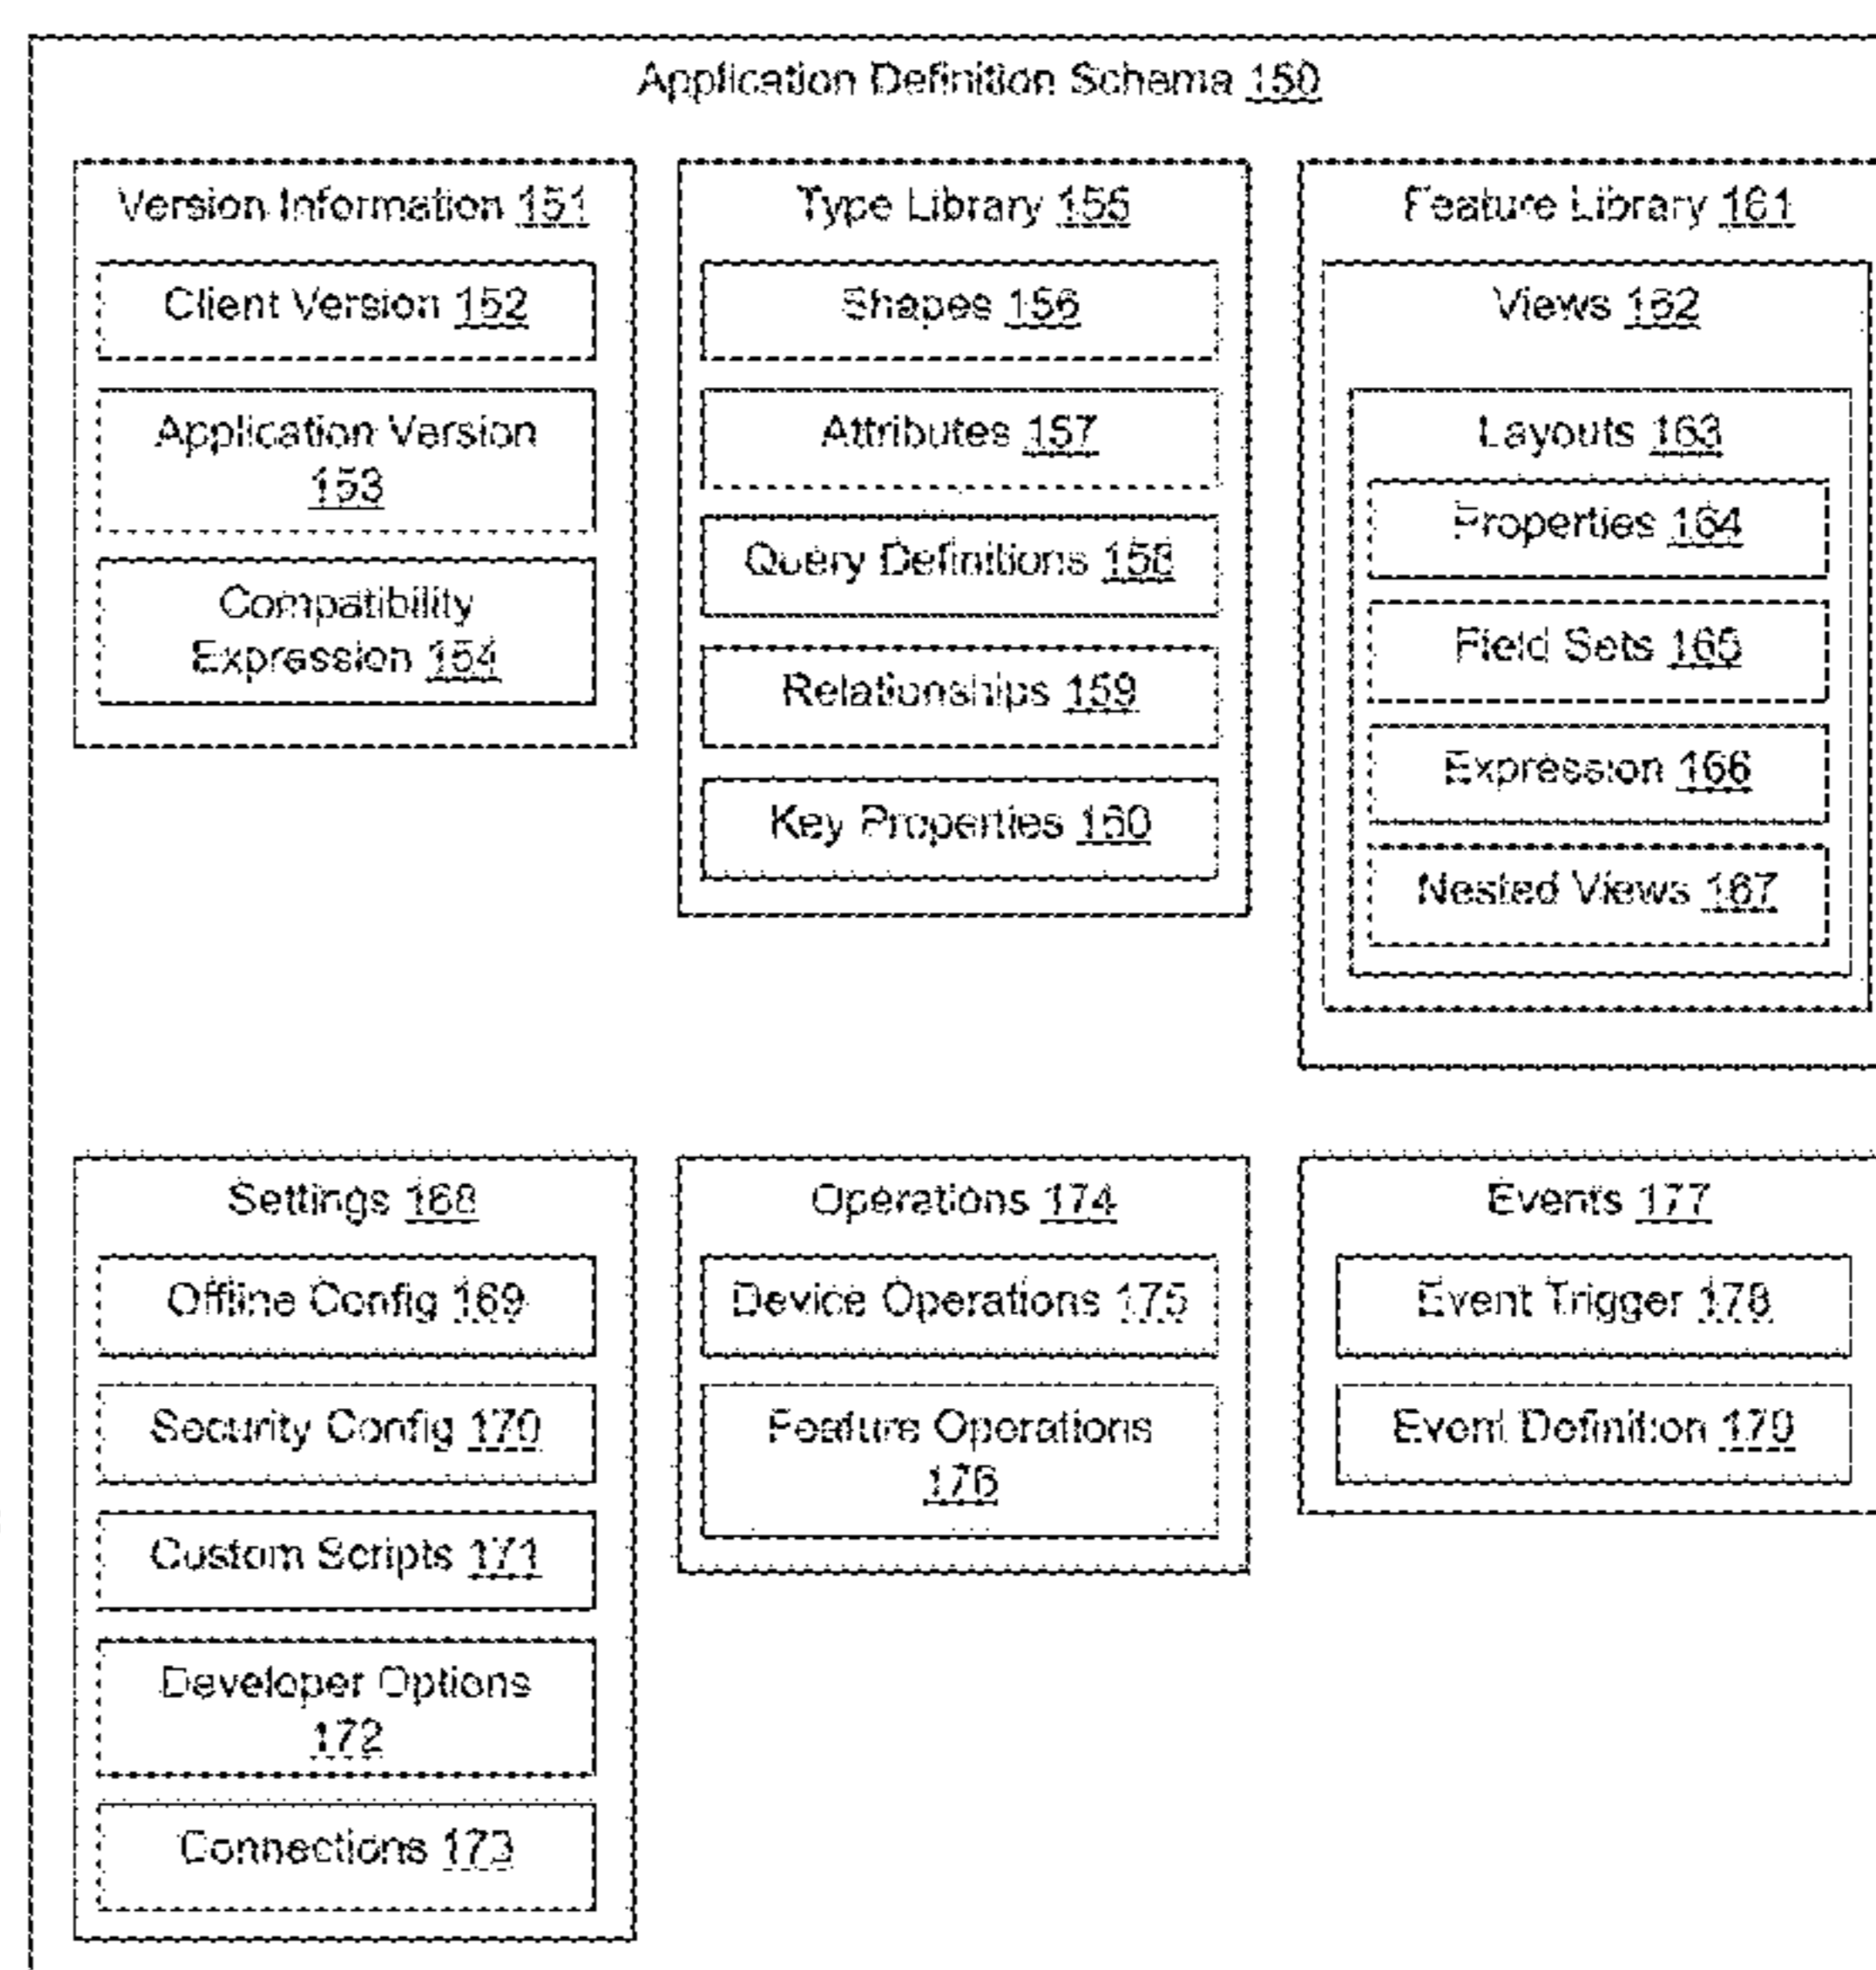 Application Definition Schema 150
Version Information 151
Client Version 152
Application Version
153
Compatibility
Expression 154
Type Library 155
Shapes 156
Attributes 157
Query Definitions 158
Relationships 159
Key Properties 160
Feature Library 161
Views 162
Layouts 163
Properties 164
Field Sets 165
Expression 166
Nested Views 167
Settings 168
Offline Config 169
Security Config 170
Custom Scripts 171
Developer Options
172
Connections 173
Operations 174
Device Operations 175
Feature Operations
176
Events 177
Event Trigger 178
Event Definition 179